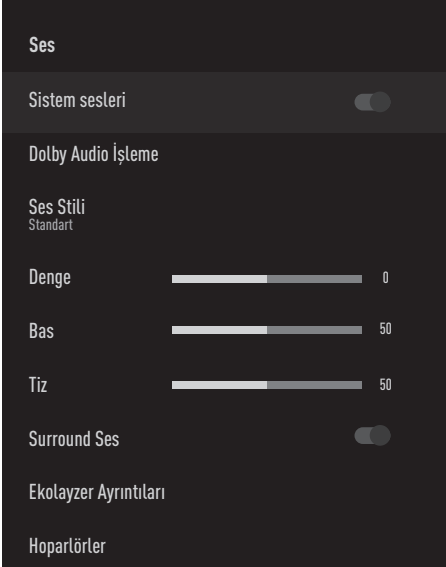 Ses
Sistem sesleri
Dolby Audio İşleme
Ses Stili
Standart
Denge 0
Bas 50
Tiz 50
Surround Ses
Ekolayzer Ayrıntıları
Hoparlörler